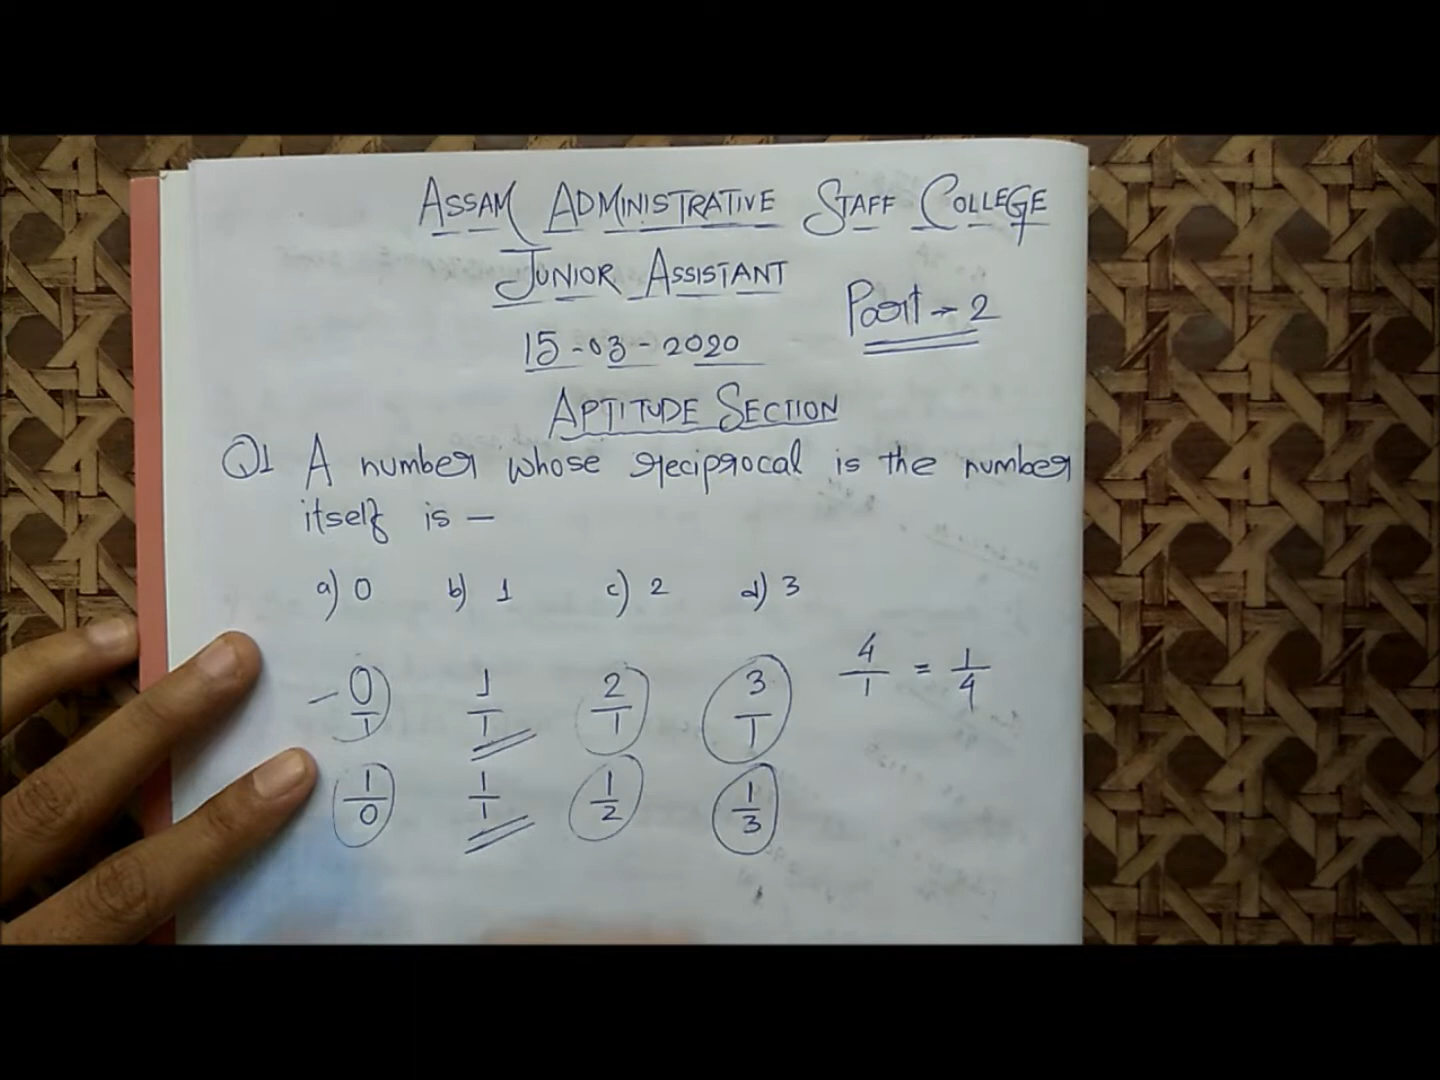 ASSAM ADMINISTRATIVE STAFF COLLEGE
JUNIOR ASSISTANT
Part → 2
15-03-2020
APTITUDE SECTION
Q1 A number whose reciprocal is the number
itself is —
a) 0 b) 1 c) 2 d) 3
0/1 1/1 2/1 3/1 4/1 = 1/4
1/0 1/1 1/2 1/3